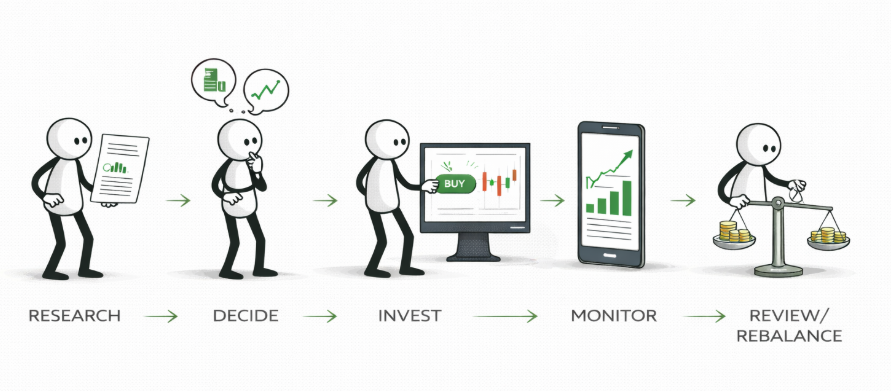 BUY
RESEARCH
DECIDE
INVEST
MONITOR
REVIEW/
REBALANCE